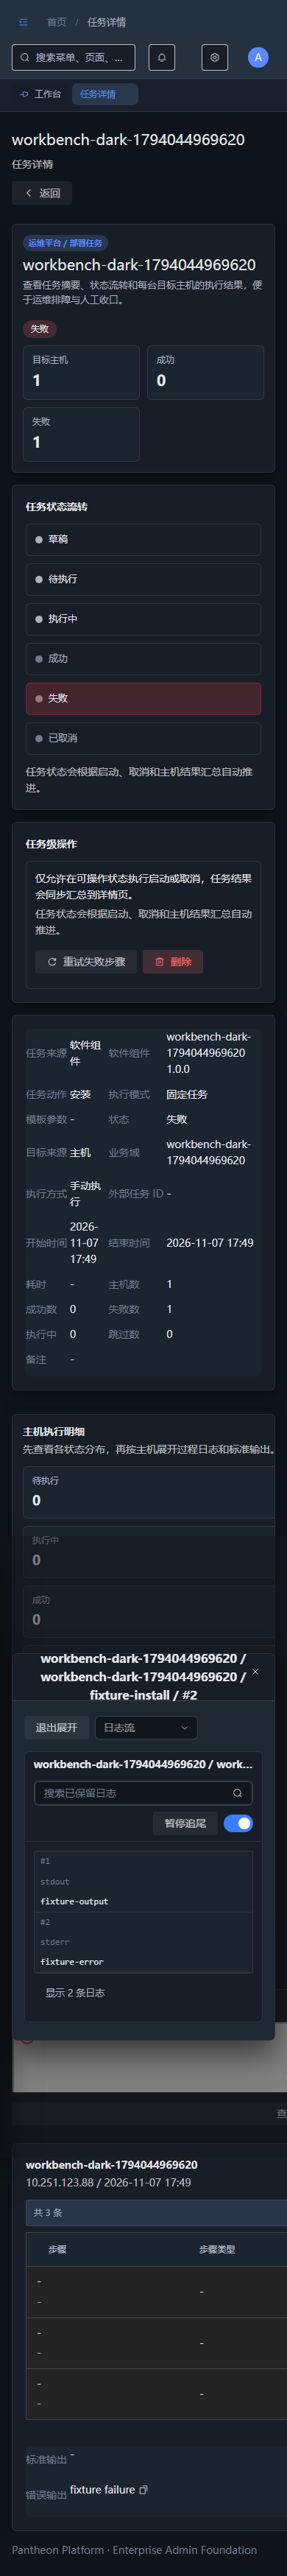 首页 / 任务详情
搜索菜单、页面、...
A
工作台
任务详情
workbench-dark-1794044969620
任务详情
返回
运维平台 / 部署任务
workbench-dark-1794044969620
查看任务摘要、状态流转和每台目标主机的执行结果，便
于运维排障与人工收口。
失败
目标主机
1
成功
0
失败
1
任务状态流转
草稿
待执行
执行中
成功
失败
已取消
任务状态会根据启动、取消和主机结果汇总自动推
进。
任务级操作
仅允许在可操作状态执行启动或取消，任务结果
会同步汇总到详情页。
任务状态会根据启动、取消和主机结果汇总自动
推进。
重试失败步骤
删除
任务来源 软件组件 软件组件 workbench-dark-1794044969620 1.0.0
任务动作 安装 执行模式 固定任务
模板参数 - 状态 失败
目标来源 主机 业务域 workbench-dark-1794044969620
执行方式 手动执行 外部任务 ID -
开始时间 2026-11-07 17:49 结束时间 2026-11-07 17:49
耗时 - 主机数 1
成功数 0 失败数 1
执行中 0 跳过数 0
备注 -
主机执行明细
先查看各状态分布，再按主机展开过程日志和标准输出。
待执行
0
执行中
0
成功
0
workbench-dark-1794044969620 /
workbench-dark-1794044969620 /
fixture-install / #2
退出展开
日志流
workbench-dark-1794044969620 / work...
搜索已保留日志
暂停追尾
#1
stdout
fixture-output
#2
stderr
fixture-error
显示 2 条日志
查
workbench-dark-1794044969620
10.251.123.88 / 2026-11-07 17:49
共 3 条
步骤 步骤类型
-
- -
-
- -
-
- -
标准输出 -
错误输出 fixture failure
Pantheon Platform · Enterprise Admin Foundation